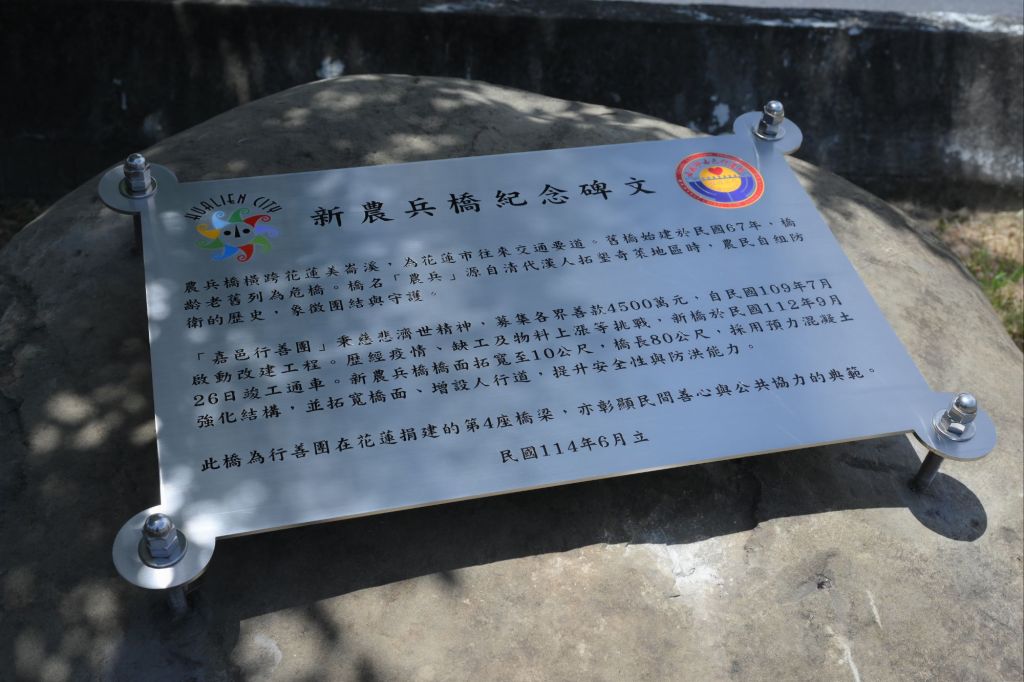 HUALIEN CITY
新農兵橋紀念碑文
農兵橋橫跨花蓮美崙溪，為花蓮市往來交通要道。舊橋始建於民國67年，橋
齡老舊列為危橋。橋名「農兵」源自清代漢人拓墾奇萊地區時，農民自組防
衛的歷史，象徵團結與守護。
「嘉邑行善團」秉慈悲濟世精神，募集各界善款4500萬元，自民國109年7月
啟動改建工程。歷經疫情、缺工及物料上漲等挑戰，新橋於民國112年9月
26日竣工通車。新農兵橋橋面拓寬至10公尺，橋長80公尺，採用預力混凝土
強化結構，並拓寬橋面、增設人行道，提升安全性與防洪能力。
此橋為行善團在花蓮捐建的第4座橋梁，亦彰顯民間善心與公共協力的典範。
民國114年6月立